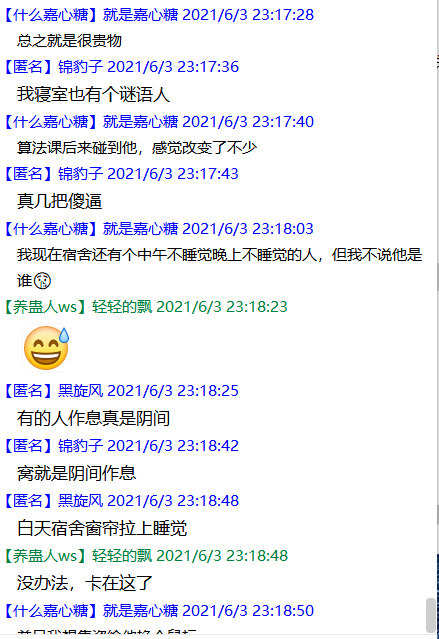 【什么嘉心糖】就是嘉心糖 2021/6/3 23:17:28
总之就是很贵物
【匿名】锦豹子 2021/6/3 23:17:36
我寝室也有个谜语人
【什么嘉心糖】就是嘉心糖 2021/6/3 23:17:40
算法课后来碰到他，感觉改变了不少
【匿名】锦豹子 2021/6/3 23:17:43
真几把傻逼
【什么嘉心糖】就是嘉心糖 2021/6/3 23:18:03
我现在宿舍还有个中午不睡觉晚上不睡觉的人，但我不说他是
谁
【养蛊人ws】轻轻的飘 2021/6/3 23:18:23
【匿名】黑旋风 2021/6/3 23:18:25
有的人作息真是阴间
【匿名】锦豹子 2021/6/3 23:18:42
窝就是阴间作息
【匿名】黑旋风 2021/6/3 23:18:48
白天宿舍窗帘拉上睡觉
【养蛊人ws】轻轻的飘 2021/6/3 23:18:48
没办法，卡在这了
【什么嘉心糖】就是嘉心糖 2021/6/3 23:18:50